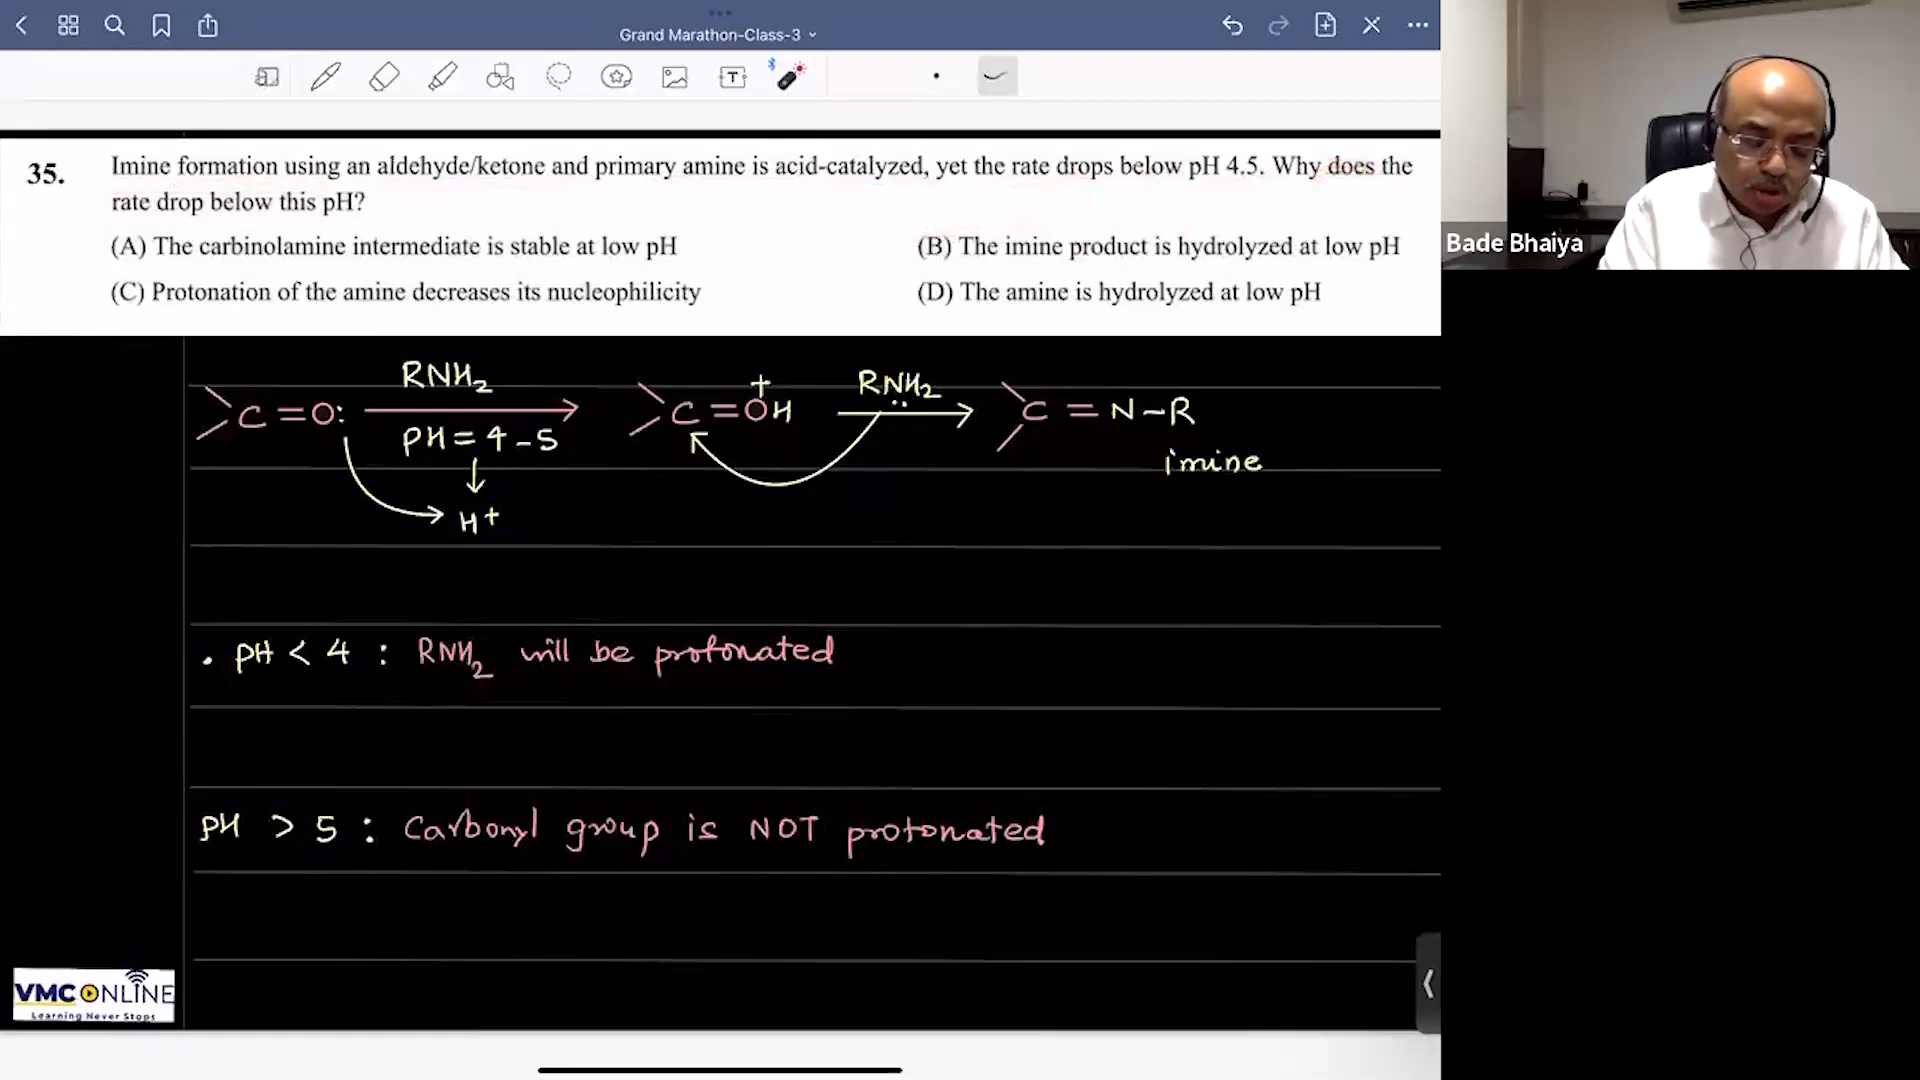 Grand Marathon-Class-3
T
35. Imine formation using an aldehyde/ketone and primary amine is acid-catalyzed, yet the rate drops below pH 4.5. Why does the
rate drop below this pH?
(A) The carbinolamine intermediate is stable at low pH (B) The imine product is hydrolyzed at low pH
(C) Protonation of the amine decreases its nucleophilicity (D) The amine is hydrolyzed at low pH
Bade Bhaiya
RNH₂ + RNH₂
C=O: C=OH C=N-R
PH = 4-5
imine
H+
. PH < 4 : RNH₂ will be protonated
PH > 5 : Carbonyl group is NOT protonated
VMC ONLINE
Learning Never Stops